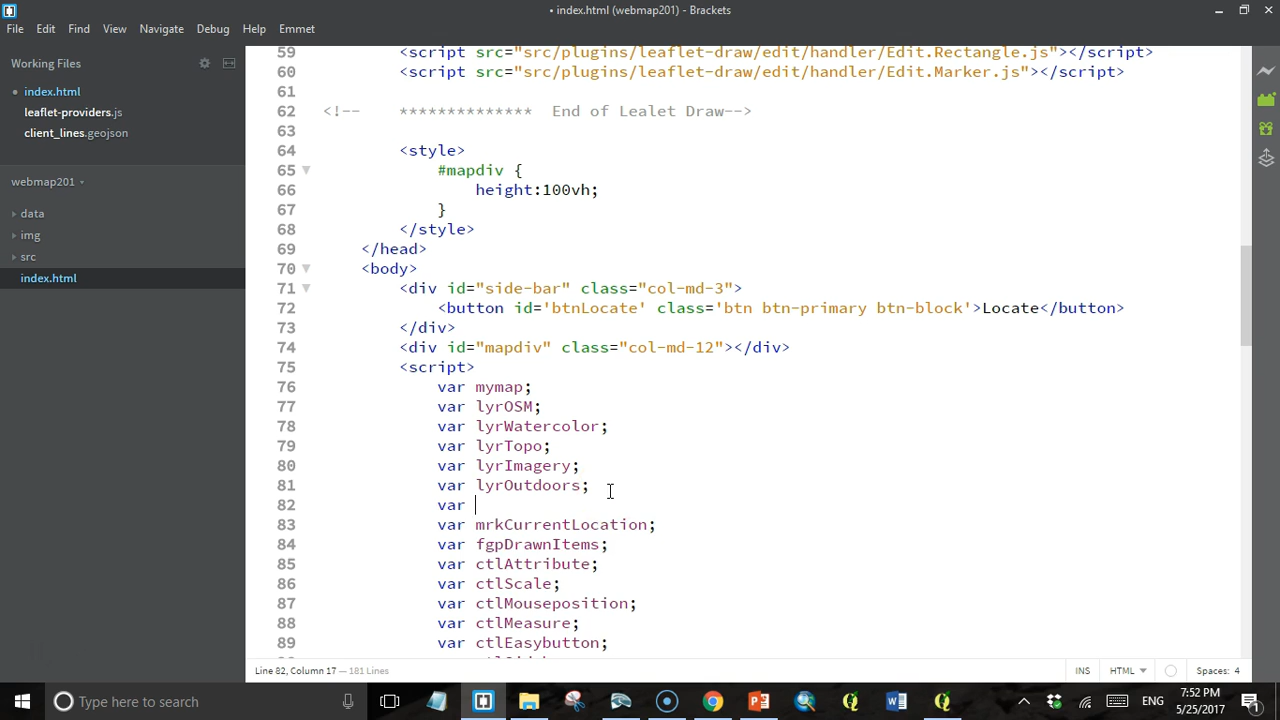 • index.html (webmap201) - Brackets
File Edit Find View Navigate Debug Help Emmet
Working Files
• index.html
leaflet-providers.js
client_lines.geojson
webmap201
data
img
src
index.html
59 <script src="src/plugins/leaflet-draw/edit/handler/Edit.Rectangle.js"></script>
60 <script src="src/plugins/leaflet-draw/edit/handler/Edit.Marker.js"></script>
61
62 <!-- ************** End of Lealet Draw-->
63
64 <style>
65 #mapdiv {
66 height:100vh;
67 }
68 </style>
69 </head>
70 <body>
71 <div id="side-bar" class="col-md-3">
72 <button id='btnLocate' class='btn btn-primary btn-block'>Locate</button>
73 </div>
74 <div id="mapdiv" class="col-md-12"></div>
75 <script>
76 var mymap;
77 var lyrOSM;
78 var lyrWatercolor;
79 var lyrTopo;
80 var lyrImagery;
81 var lyrOutdoors;
82 var
83 var mrkCurrentLocation;
84 var fgpDrawnItems;
85 var ctlAttribute;
86 var ctlScale;
87 var ctlMouseposition;
88 var ctlMeasure;
89 var ctlEasybutton;
Line 82, Column 17 — 181 Lines INS HTML Spaces: 4
Type here to search ENG 7:52 PM
5/25/2017